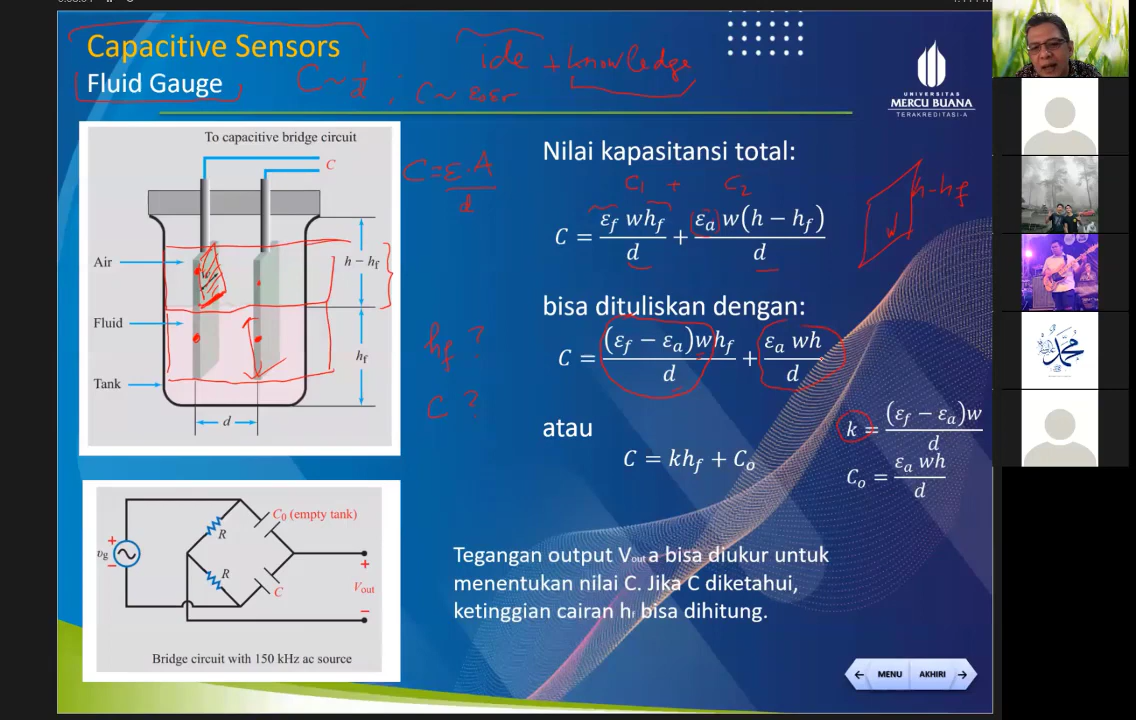 Capacitive Sensors
Fluid Gauge
C ~ 1/d ; C ~ ε₀εr
ide + knowledge
UNIVERSITAS
MERCU BUANA
TERAKREDITASI-A
To capacitive bridge circuit
C
Air
Fluid
Tank
h − hf
hf
d
C = ε.A/d
hf ?
C ?
Nilai kapasitansi total:
C₁ + C₂
C = εf whf / d + εa w(h − hf) / d
w
h-hf
bisa dituliskan dengan:
C = (εf − εa)whf / d + εa wh / d
atau
C = khf + Co
k = (εf − εa)w / d
Co = εa wh / d
vg
+
−
R
R
C₀ (empty tank)
C
+
Vout
−
Bridge circuit with 150 kHz ac source
Tegangan output Vout a bisa diukur untuk
menentukan nilai C. Jika C diketahui,
ketinggian cairan hf bisa dihitung.
MENU
AKHIRI
محمد